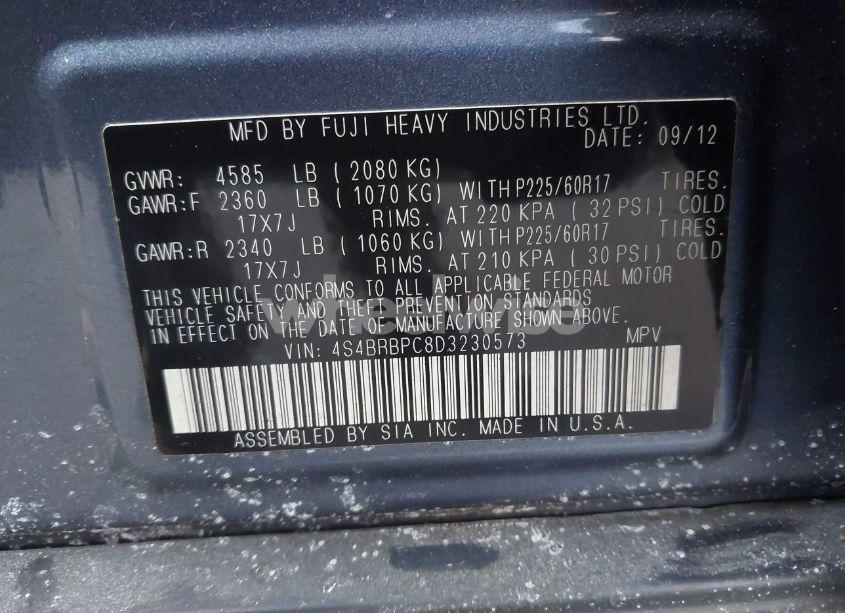 MFD BY FUJI HEAVY INDUSTRIES LTD.
DATE: 09/12
GVWR: 4585 LB ( 2080 KG)
GAWR:F 2360 LB ( 1070 KG) WITH P225/60R17 TIRES.
17X7J RIMS. AT 220 KPA ( 32 PSI) COLD
GAWR:R 2340 LB ( 1060 KG) WITH P225/60R17 TIRES.
17X7J RIMS. AT 210 KPA ( 30 PSI) COLD
THIS VEHICLE CONFORMS TO ALL APPLICABLE FEDERAL MOTOR
VEHICLE SAFETY AND THEFT PREVENTION STANDARDS
IN EFFECT ON THE DATE OF MANUFACTURE SHOWN ABOVE.
VIN: 4S4BRBPC8D3230573 MPV
ASSEMBLED BY SIA INC. MADE IN U.S.A.
wheelwise